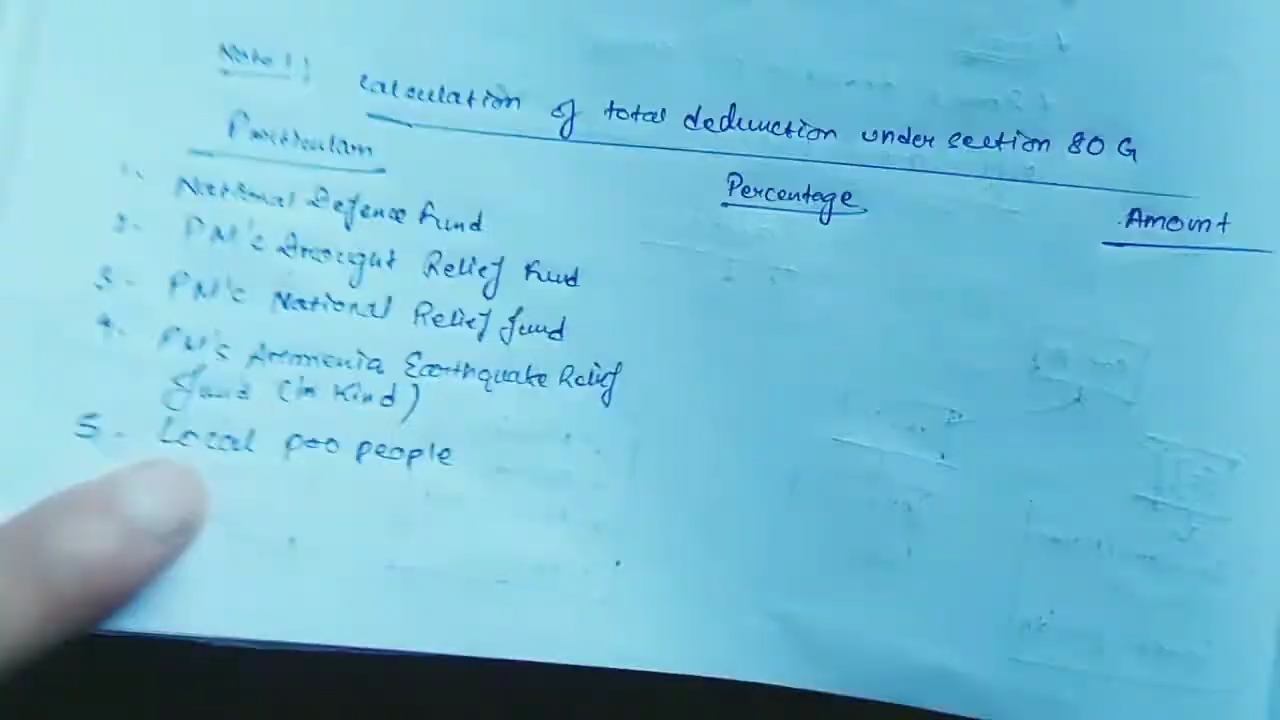 Note 1:
Calculation of total deduction under section 80 G
Particulars Percentage Amount
1. National Defence Fund
2. PM's Drought Relief Fund
3. PM's National Relief fund
4. PM's Armenia Earthquake Relief
fund (in Kind)
5. Local poo people